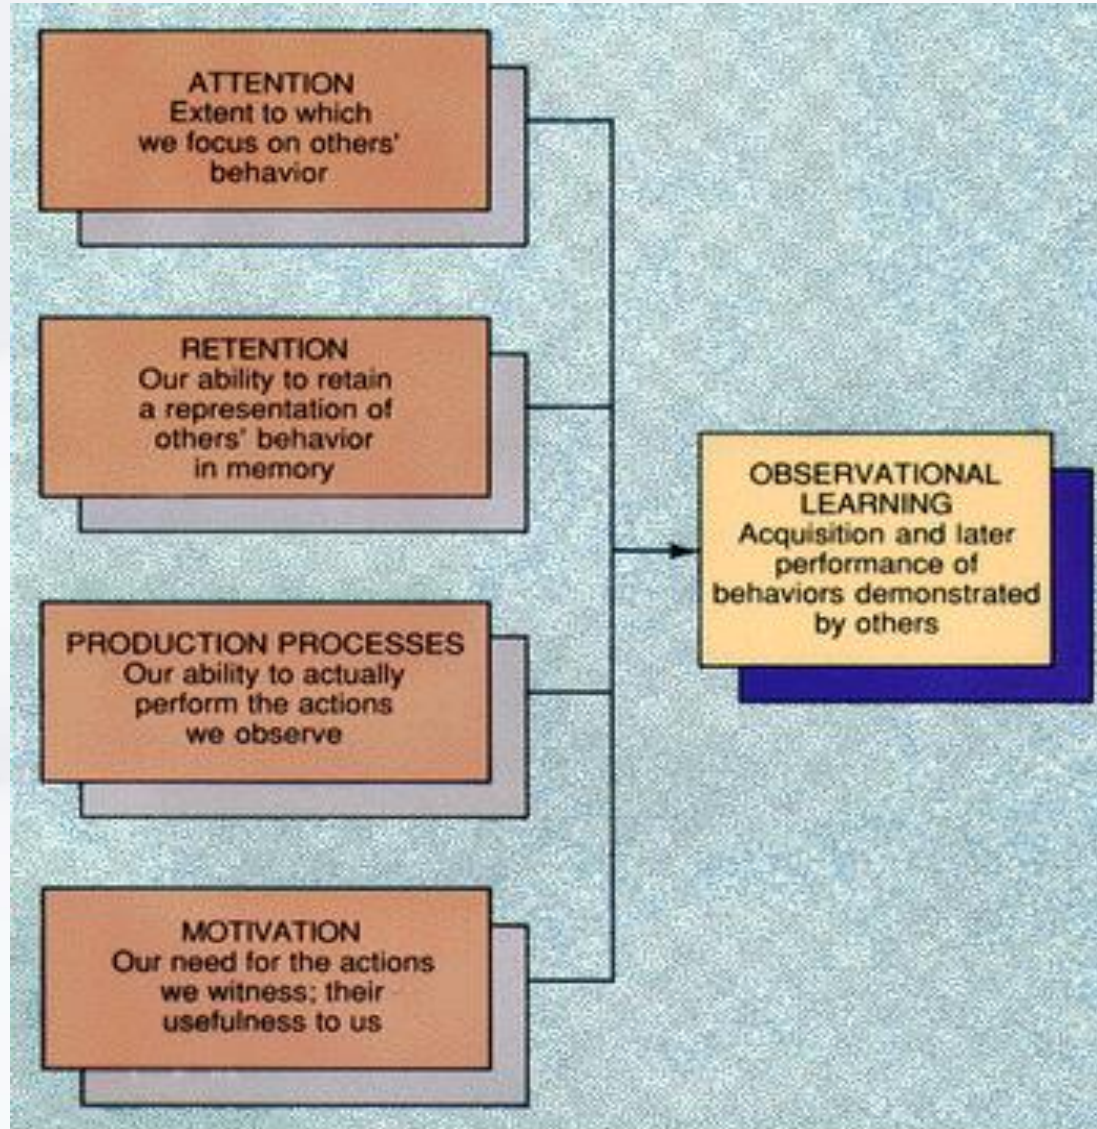 ATTENTION
Extent to which
we focus on others'
behavior
RETENTION
Our ability to retain
a representation of
others' behavior
in memory
PRODUCTION PROCESSES
Our ability to actually
perform the actions
we observe
MOTIVATION
Our need for the actions
we witness; their
usefulness to us
OBSERVATIONAL
LEARNING
Acquisition and later
performance of
behaviors demonstrated
by others